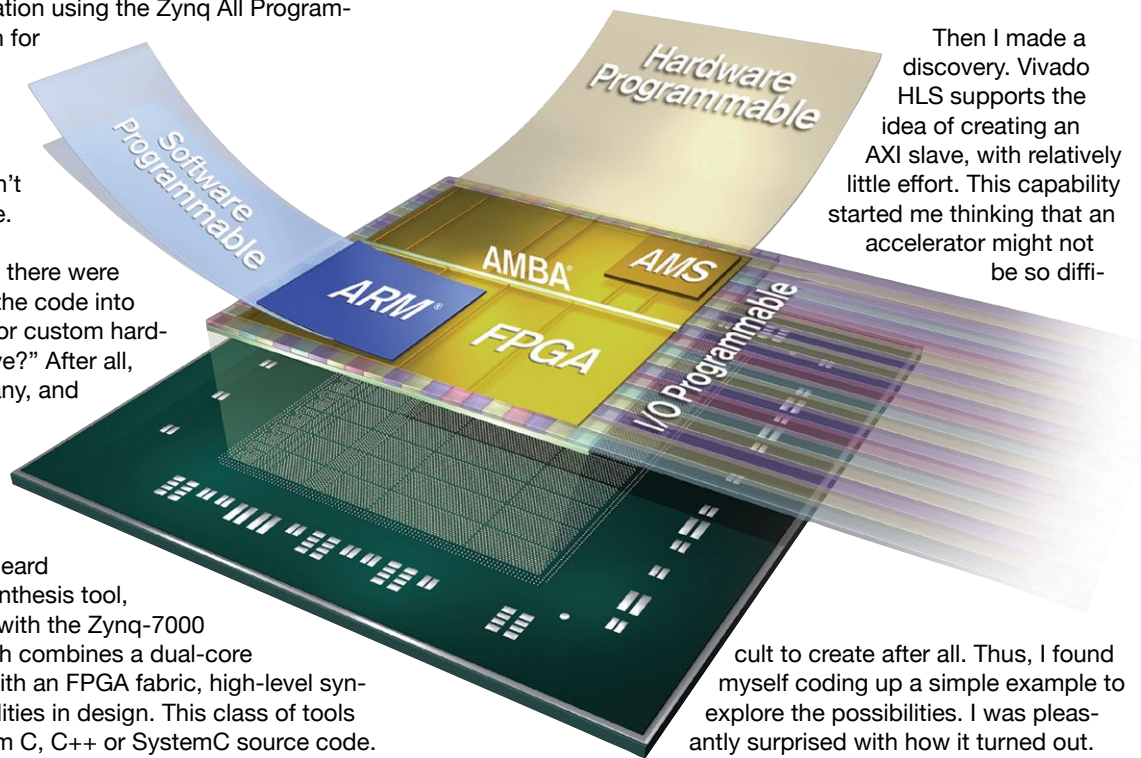 ation using the Zynq All Program-
for
n't
e.
there were
the code into
or custom hard-
ve?” After all,
any, and
eard
nthesis tool,
with the Zynq-7000
h combines a dual-core
ith an FPGA fabric, high-level syn-
lities in design. This class of tools
m C, C++ or SystemC source code.
Software
Programmable
Hardware
Programmable
ARM®
AMBA®
AMS
FPGA
I/O Programmable
Then I made a
discovery. Vivado
HLS supports the
idea of creating an
AXI slave, with relatively
little effort. This capability
started me thinking that an
accelerator might not
be so diffi-
cult to create after all. Thus, I found
myself coding up a simple example to
explore the possibilities. I was pleas-
antly surprised with how it turned out.